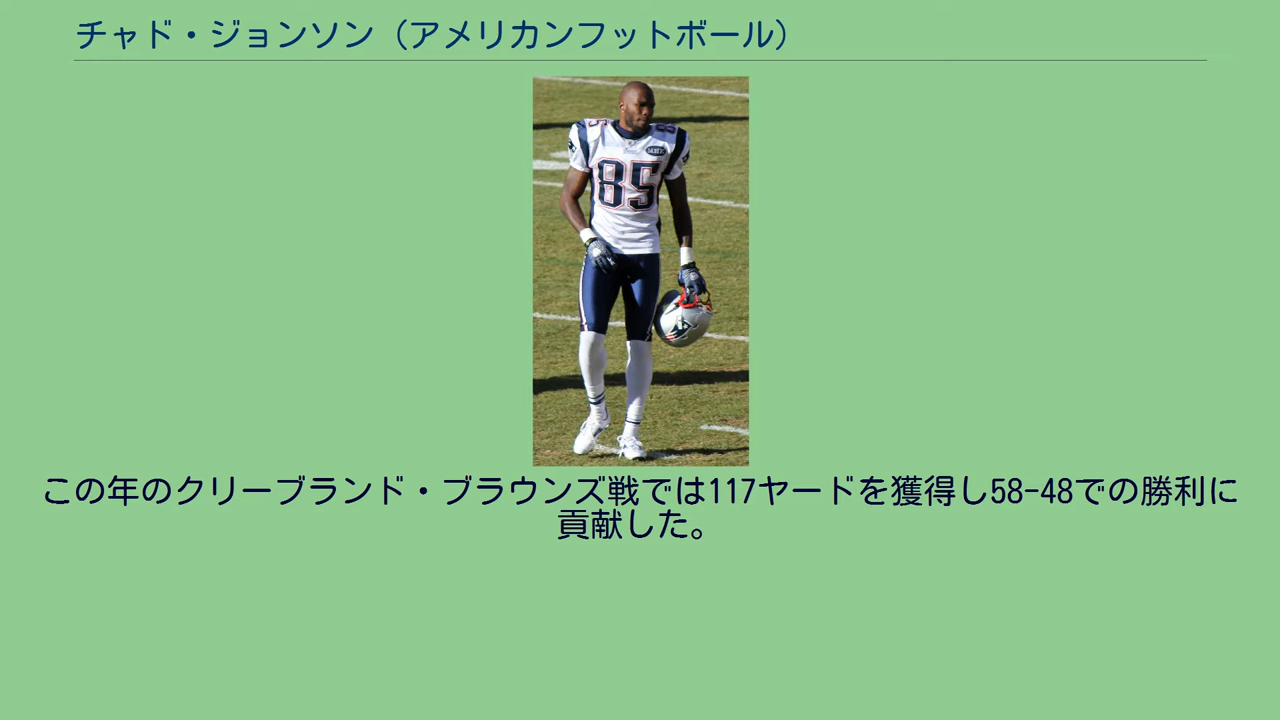 チャド・ジョンソン（アメリカンフットボール）
85
この年のクリーブランド・ブラウンズ戦では117ヤードを獲得し58-48での勝利に
貢献した。